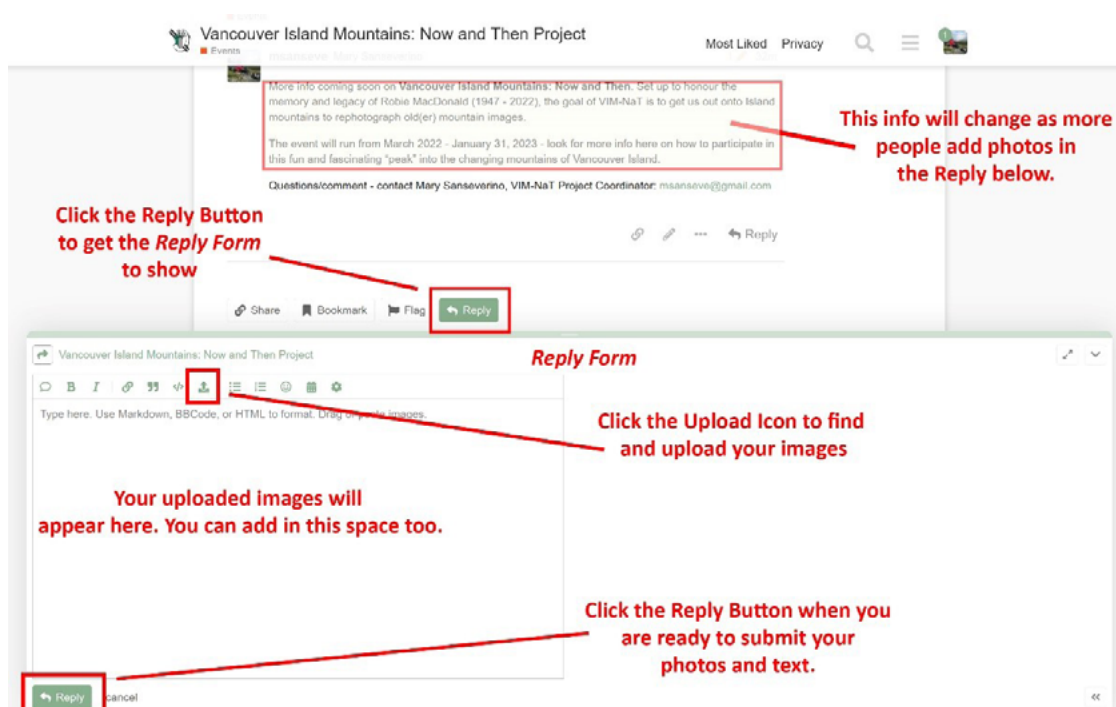 Vancouver Island Mountains: Now and Then Project
Events
Most Liked Privacy
1
More info coming soon on Vancouver Island Mountains: Now and Then. Set up to honour the
memory and legacy of Robie MacDonald (1947 - 2022), the goal of VIM-NaT is to get us out onto Island
mountains to rephotograph old(er) mountain images.
The event will run from March 2022 - January 31, 2023 - look for more info here on how to participate in
this fun and fascinating "peak" into the changing mountains of Vancouver Island.
Questions/comment - contact Mary Sanseverino, VIM-NaT Project Coordinator: msanseve@gmail.com
This info will change as more
people add photos in
the Reply below.
Reply
Click the Reply Button
to get the Reply Form
to show
Share Bookmark Flag Reply
Vancouver Island Mountains: Now and Then Project
Reply Form
B I
Type here. Use Markdown, BBCode, or HTML to format. Drag or paste images.
Click the Upload Icon to find
and upload your images
Your uploaded images will
appear here. You can add in this space too.
Click the Reply Button when you
are ready to submit your
photos and text.
Reply cancel